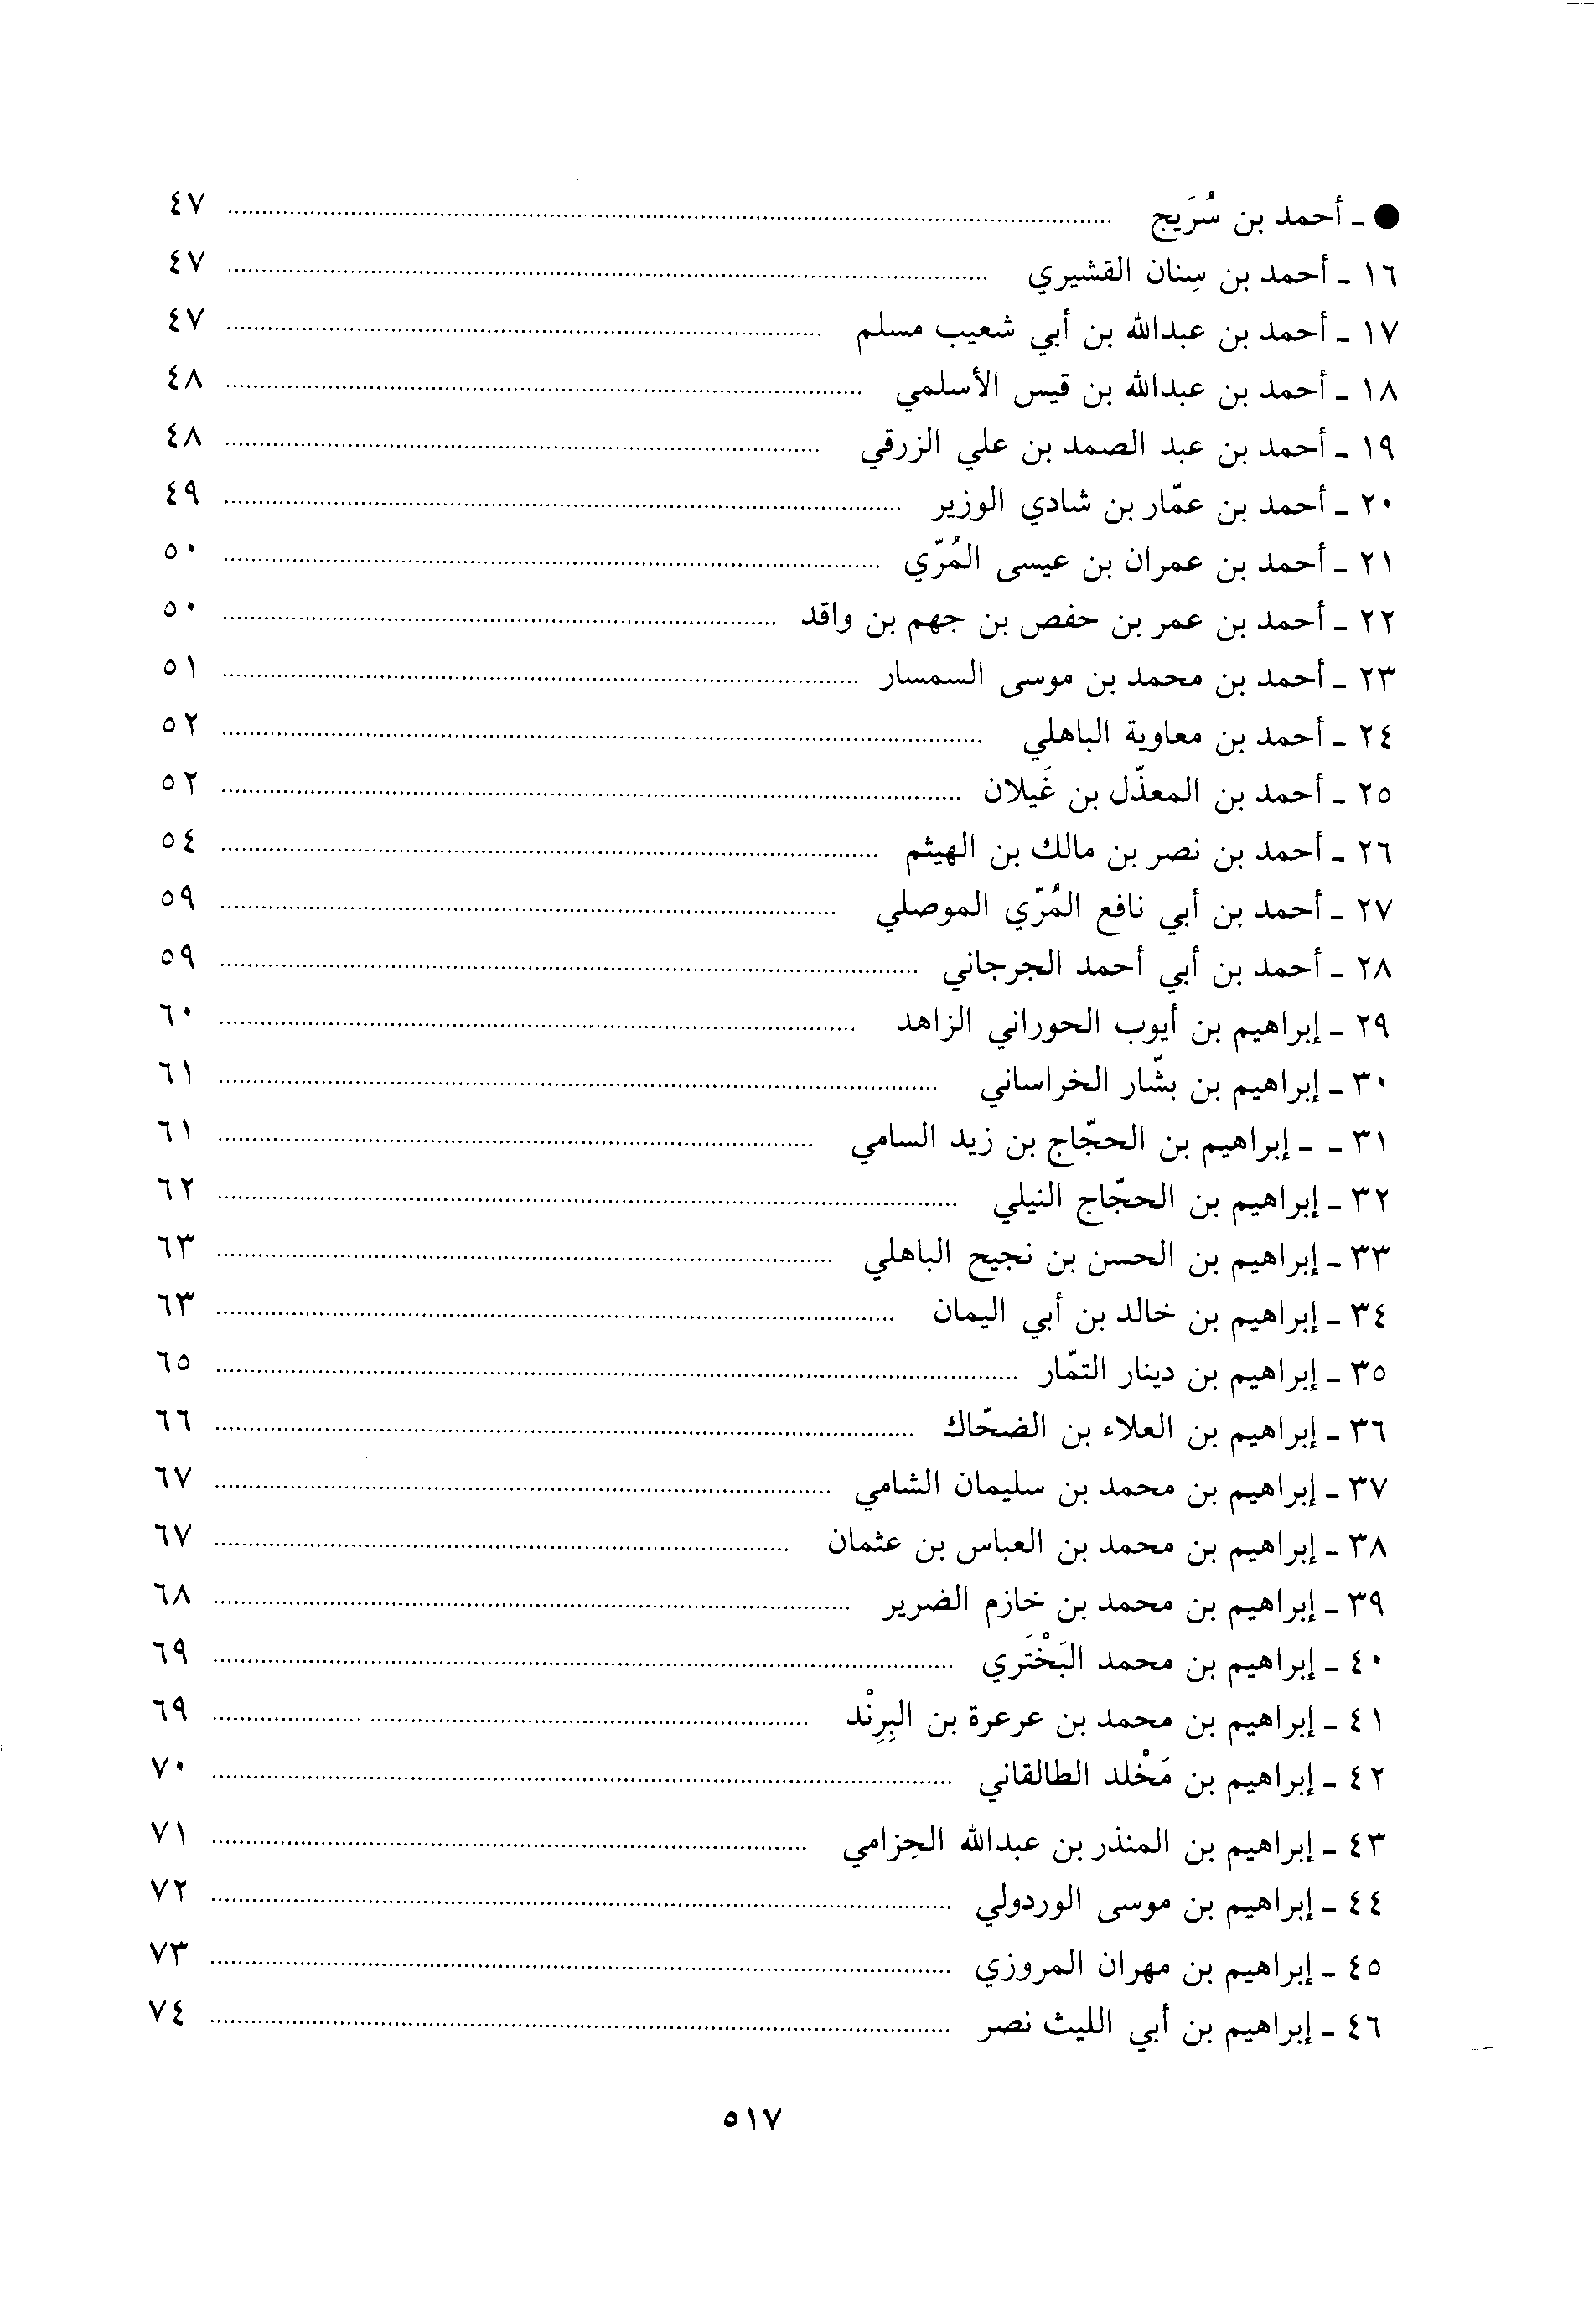 ● ـ أحمد بن سُرَيج ........ ٤٧
١٦ ـ أحمد بن سِنان القشيري ........ ٤٧
١٧ ـ أحمد بن عبدالله بن أبي شعيب مسلم ........ ٤٧
١٨ ـ أحمد بن عبدالله بن قيس الأسلمي ........ ٤٨
١٩ ـ أحمد بن عبد الصمد بن علي الزرقي ........ ٤٨
٢٠ ـ أحمد بن عمّار بن شادي الوزير ........ ٤٩
٢١ ـ أحمد بن عمران بن عيسى المُرّي ........ ٥٠
٢٢ ـ أحمد بن عمر بن حفص بن جهم بن واقد ........ ٥٠
٢٣ ـ أحمد بن محمد بن موسى السمسار ........ ٥١
٢٤ ـ أحمد بن معاوية الباهلي ........ ٥٢
٢٥ ـ أحمد بن المعذّل بن غَيلان ........ ٥٢
٢٦ ـ أحمد بن نصر بن مالك بن الهيثم ........ ٥٤
٢٧ ـ أحمد بن أبي نافع المُرّي الموصلي ........ ٥٩
٢٨ ـ أحمد بن أبي أحمد الجرجاني ........ ٥٩
٢٩ ـ إبراهيم بن أيوب الحوراني الزاهد ........ ٦٠
٣٠ ـ إبراهيم بن بشّار الخراساني ........ ٦١
٣١ ـ ـ إبراهيم بن الحجّاج بن زيد السامي ........ ٦١
٣٢ ـ إبراهيم بن الحجّاج النيلي ........ ٦٢
٣٣ ـ إبراهيم بن الحسن بن نجيح الباهلي ........ ٦٣
٣٤ ـ إبراهيم بن خالد بن أبي اليمان ........ ٦٣
٣٥ ـ إبراهيم بن دينار التمّار ........ ٦٥
٣٦ ـ إبراهيم بن العلاء بن الضحّاك ........ ٦٦
٣٧ ـ إبراهيم بن محمد بن سليمان الشامي ........ ٦٧
٣٨ ـ إبراهيم بن محمد بن العباس بن عثمان ........ ٦٧
٣٩ ـ إبراهيم بن محمد بن خازم الضرير ........ ٦٨
٤٠ ـ إبراهيم بن محمد البَخْتَري ........ ٦٩
٤١ ـ إبراهيم بن محمد بن عرعرة بن البِرِنْد ........ ٦٩
٤٢ ـ إبراهيم بن مَخْلد الطالقاني ........ ٧٠
٤٣ ـ إبراهيم بن المنذر بن عبدالله الحِزامي ........ ٧١
٤٤ ـ إبراهيم بن موسى الوردولي ........ ٧٢
٤٥ ـ إبراهيم بن مهران المروزي ........ ٧٣
٤٦ ـ إبراهيم بن أبي الليث نصر ........ ٧٤
٥١٧